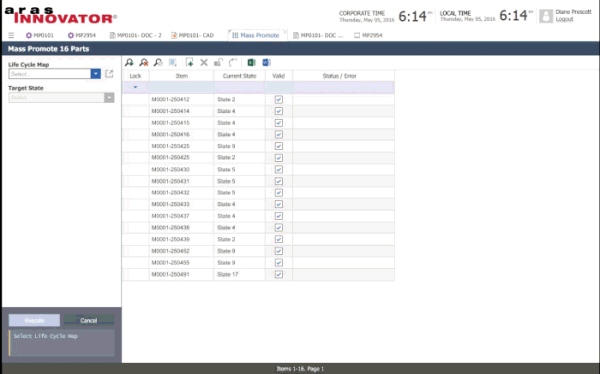 aras
INNOVATOR®
CORPORATE TIME
Thursday, May 05, 2016
6:14
LOCAL TIME
Thursday, May 05, 2016
6:14
Diane Prescott
Logout
MP0101
MP2954
MP0101- DOC - 2
MP0101- CAD
Mass Promote
MP0101- DOC ...
MP2954
Mass Promote 16 Parts
Life Cycle Map
Select...
Target State
Select...
Lock Item Current State Valid Status / Error
M0001-250412 State 2
M0001-250414 State 4
M0001-250415 State 4
M0001-250416 State 4
M0001-250425 State 9
M0001-250425 State 2
M0001-250430 State 5
M0001-250431 State 5
M0001-250432 State 5
M0001-250433 State 4
M0001-250437 State 4
M0001-250438 State 4
M0001-250439 State 2
M0001-250452 State 9
M0001-250455 State 9
M0001-250491 State 17
Execute
Cancel
Select Life Cycle Map
Items 1-16. Page 1